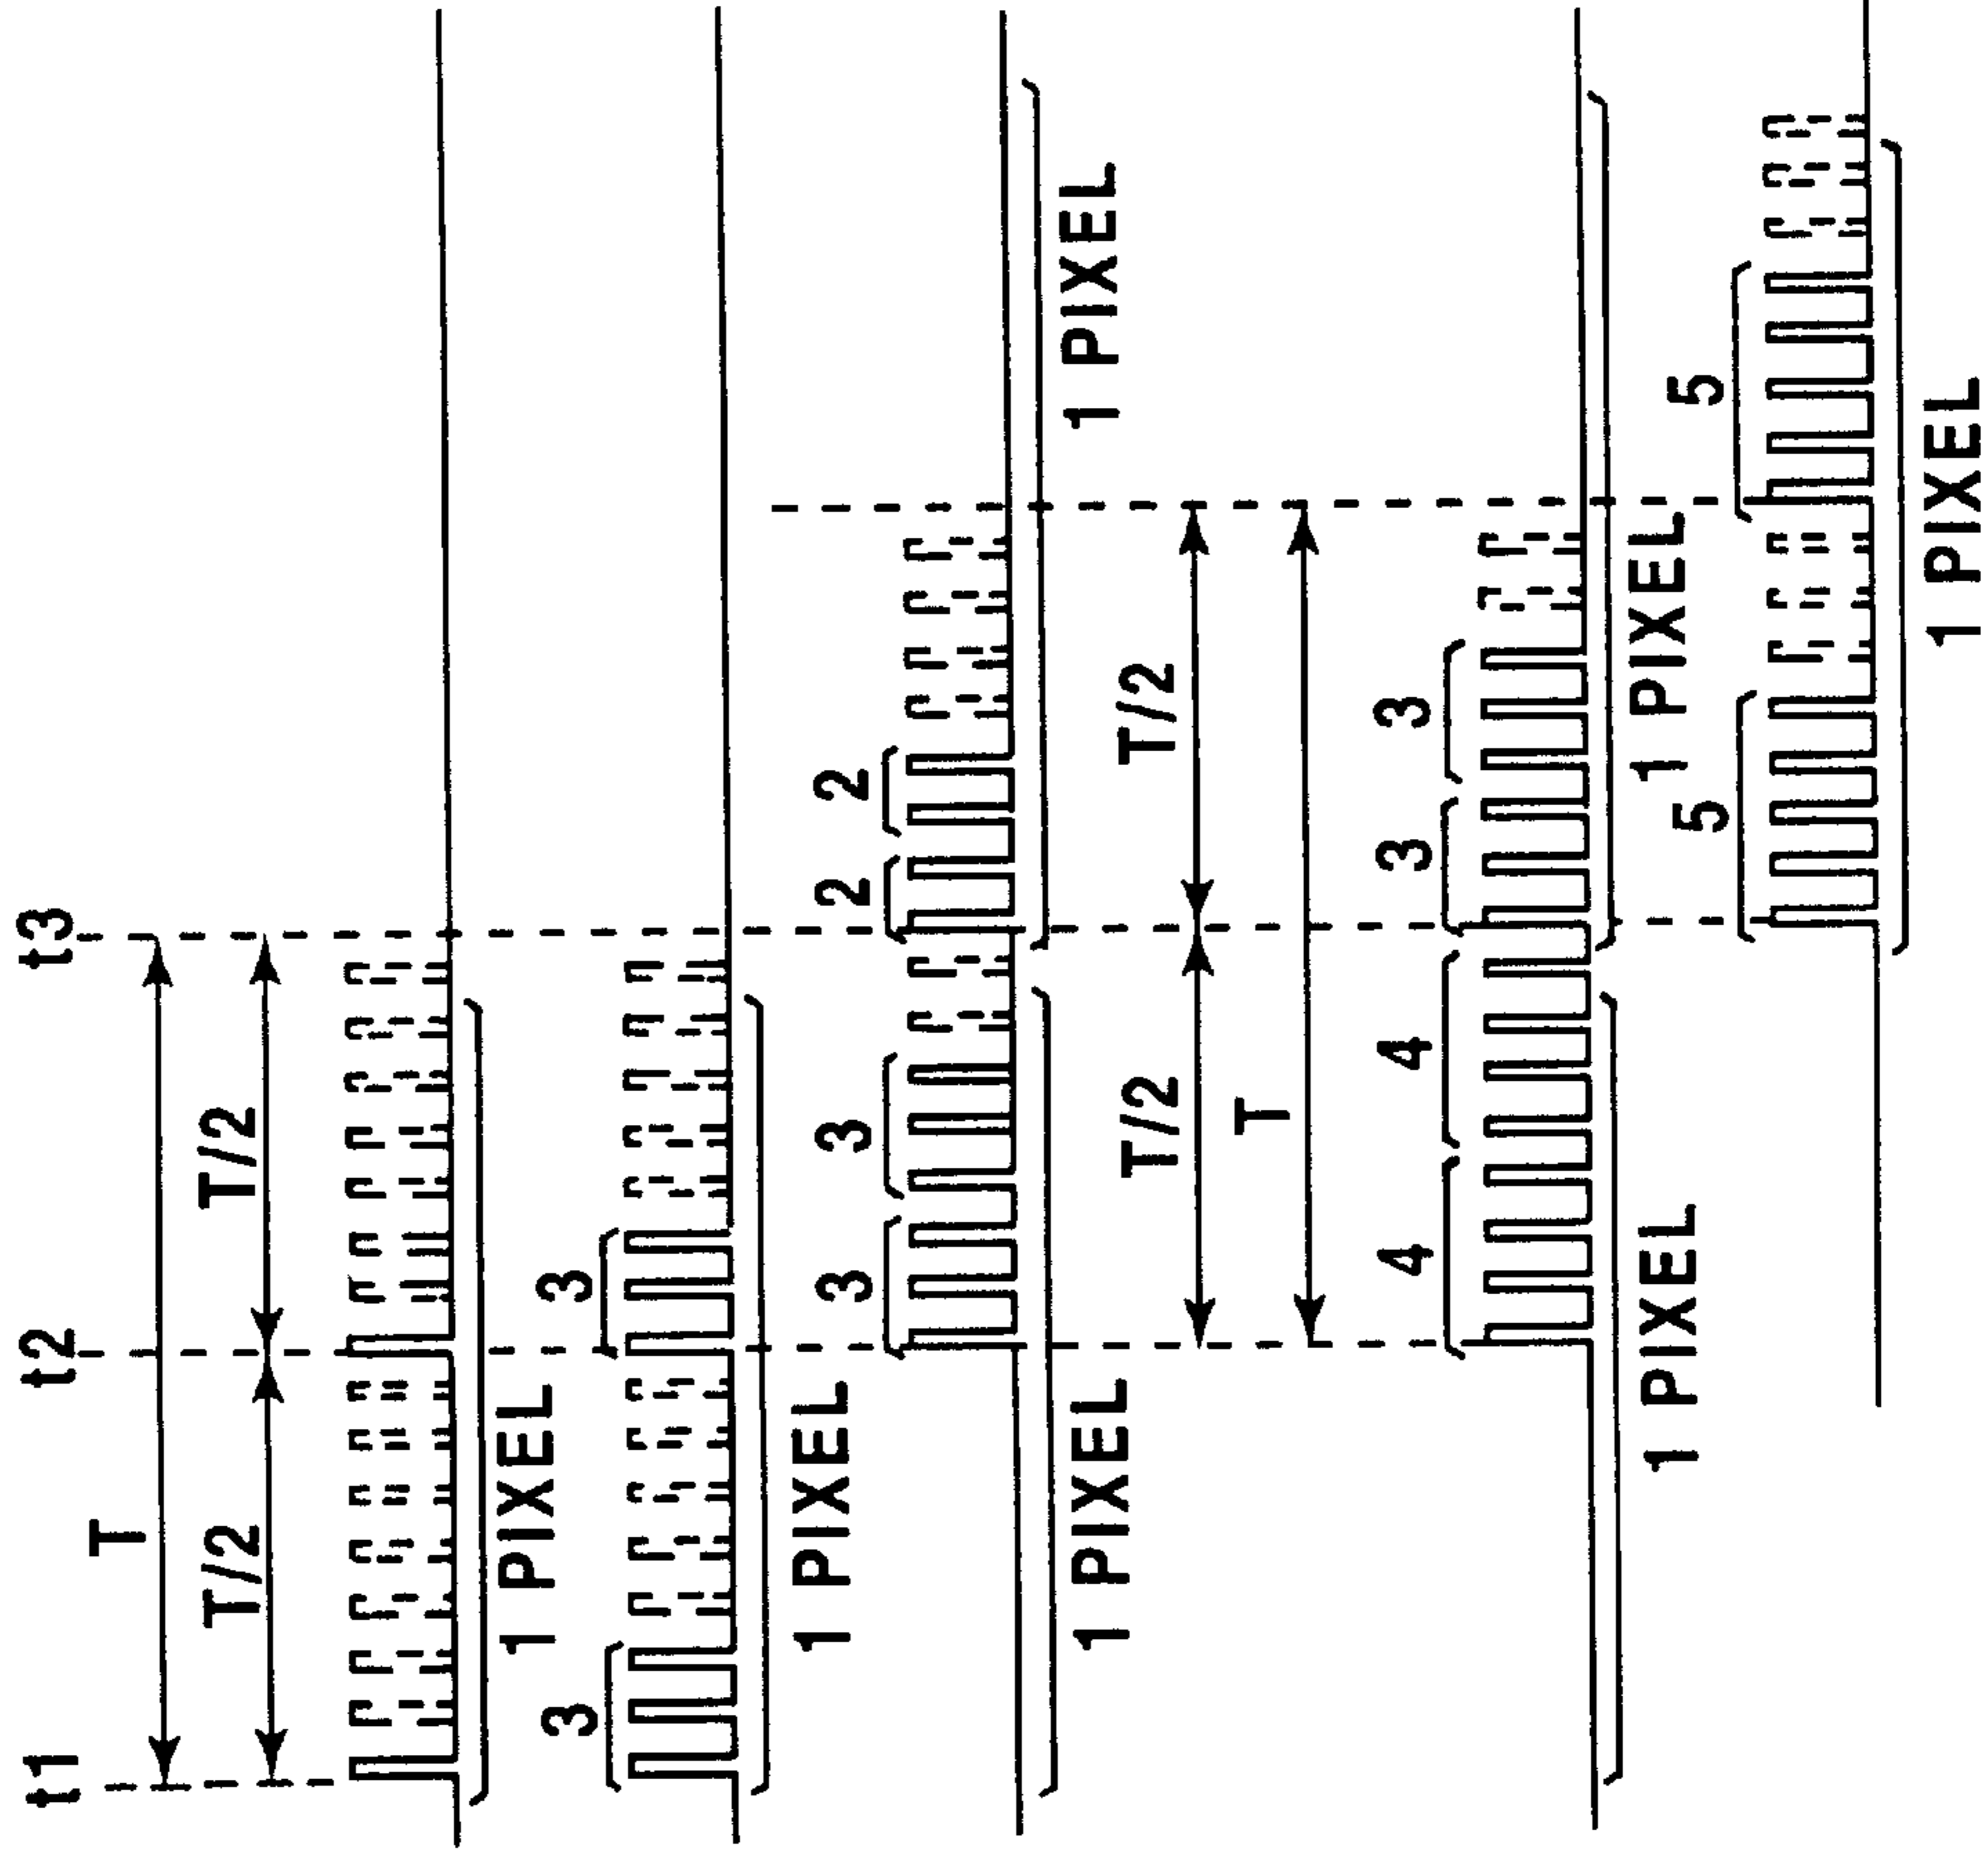 t1 t2 t3
T
T/2 T/2
1 PIXEL
3 3
1 PIXEL
3 3 2 2
1 PIXEL 1 PIXEL
T/2 T/2
T
4 4 3 3
1 PIXEL 1 PIXEL
5 5
1 PIXEL